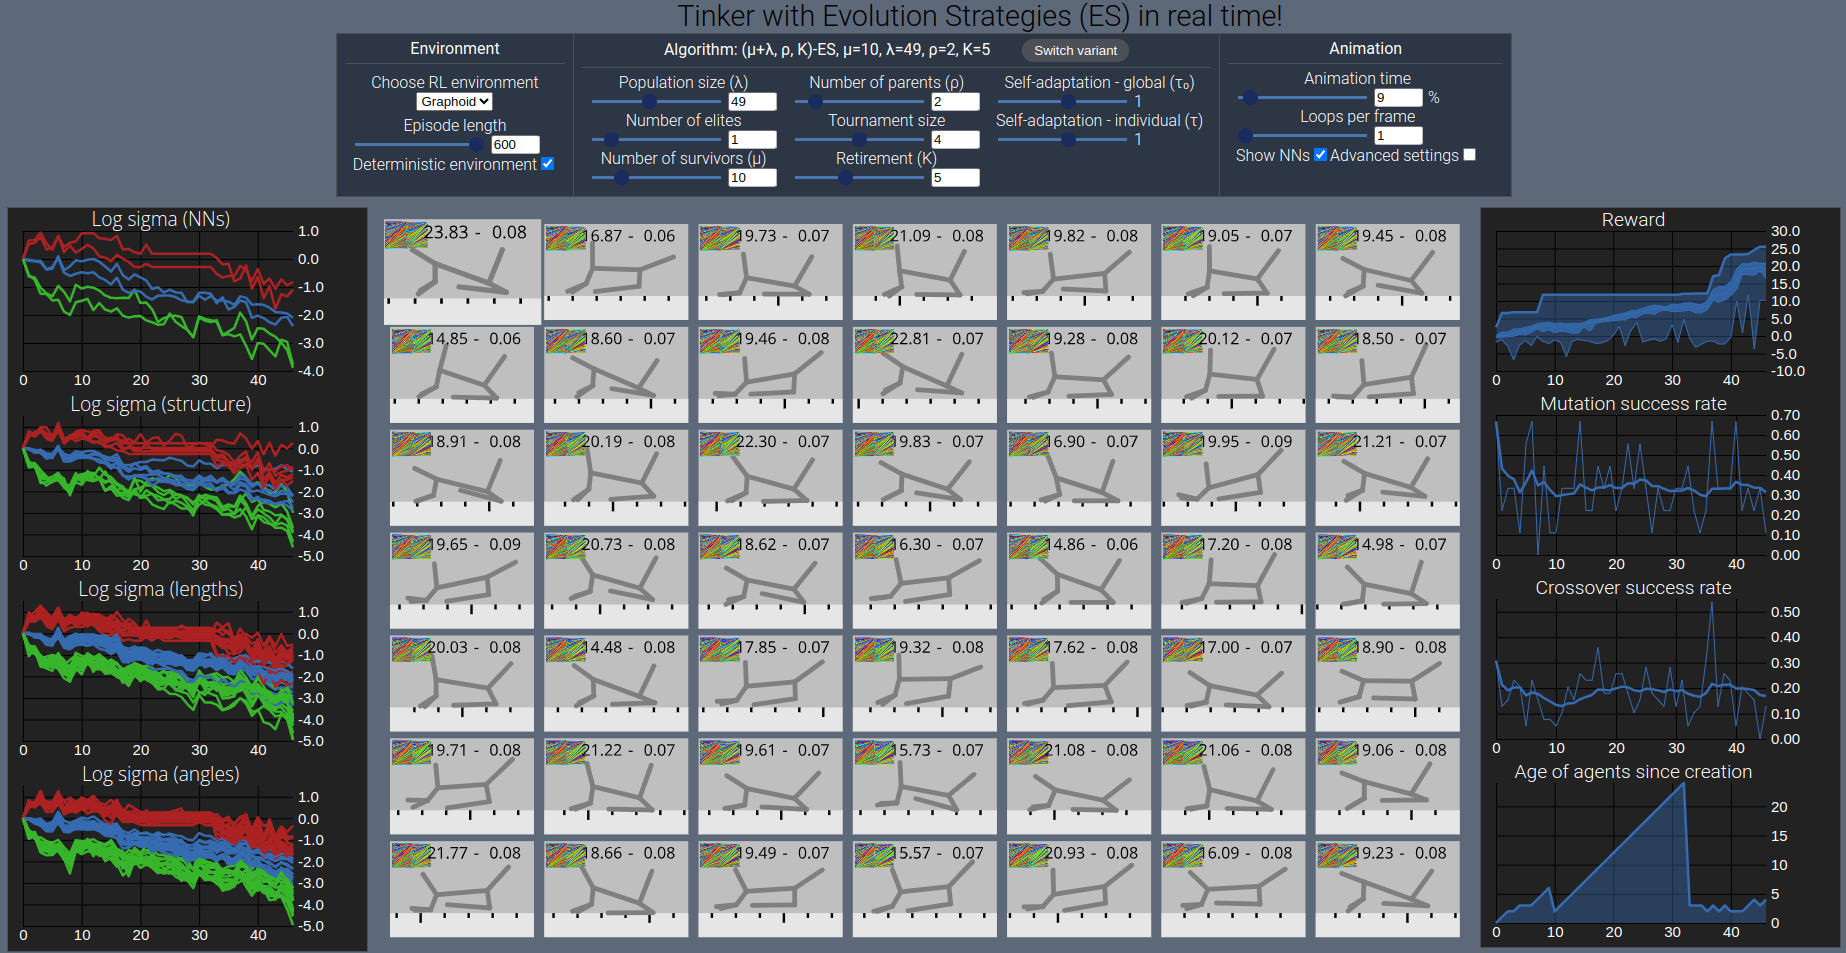 Tinker with Evolution Strategies (ES) in real time!
Environment
Choose RL environment
Graphoid
Episode length
600
Deterministic environment
Algorithm: (μ+λ, ρ, K)-ES, μ=10, λ=49, ρ=2, K=5
Switch variant
Population size (λ)
49
Number of parents (ρ)
2
Self-adaptation - global (τ₀)
1
Number of elites
1
Tournament size
4
Self-adaptation - individual (τ)
1
Number of survivors (μ)
10
Retirement (K)
5
Animation
Animation time
9 %
Loops per frame
1
Show NNs
Advanced settings
Log sigma (NNs)
1.0
0.0
-1.0
-2.0
-3.0
-4.0
0 10 20 30 40
Log sigma (structure)
1.0
0.0
-1.0
-2.0
-3.0
-4.0
-5.0
0 10 20 30 40
Log sigma (lengths)
1.0
0.0
-1.0
-2.0
-3.0
-4.0
-5.0
0 10 20 30 40
Log sigma (angles)
1.0
0.0
-1.0
-2.0
-3.0
-4.0
-5.0
0 10 20 30 40
23.83 - 0.08
16.87 - 0.06
19.73 - 0.07
21.09 - 0.08
19.82 - 0.08
19.05 - 0.07
19.45 - 0.08
14.85 - 0.06
18.60 - 0.07
19.46 - 0.08
22.81 - 0.07
19.28 - 0.08
20.12 - 0.07
18.50 - 0.07
18.91 - 0.08
20.19 - 0.08
22.30 - 0.07
19.83 - 0.07
16.90 - 0.07
19.95 - 0.09
21.21 - 0.07
19.65 - 0.09
20.73 - 0.08
18.62 - 0.07
16.30 - 0.07
14.86 - 0.06
17.20 - 0.08
14.98 - 0.07
20.03 - 0.08
14.48 - 0.08
17.85 - 0.07
19.32 - 0.08
17.62 - 0.08
17.00 - 0.07
18.90 - 0.08
19.71 - 0.08
21.22 - 0.07
19.61 - 0.07
15.73 - 0.07
21.08 - 0.08
21.06 - 0.08
19.06 - 0.08
21.77 - 0.08
18.66 - 0.08
19.49 - 0.07
15.57 - 0.07
20.93 - 0.08
16.09 - 0.08
19.23 - 0.08
Reward
30.0
25.0
20.0
15.0
10.0
5.0
0.0
-5.0
-10.0
0 10 20 30 40
Mutation success rate
0.70
0.60
0.50
0.40
0.30
0.20
0.10
0.00
0 10 20 30 40
Crossover success rate
0.50
0.40
0.30
0.20
0.10
0.00
0 10 20 30 40
Age of agents since creation
20
15
10
5
0
0 10 20 30 40